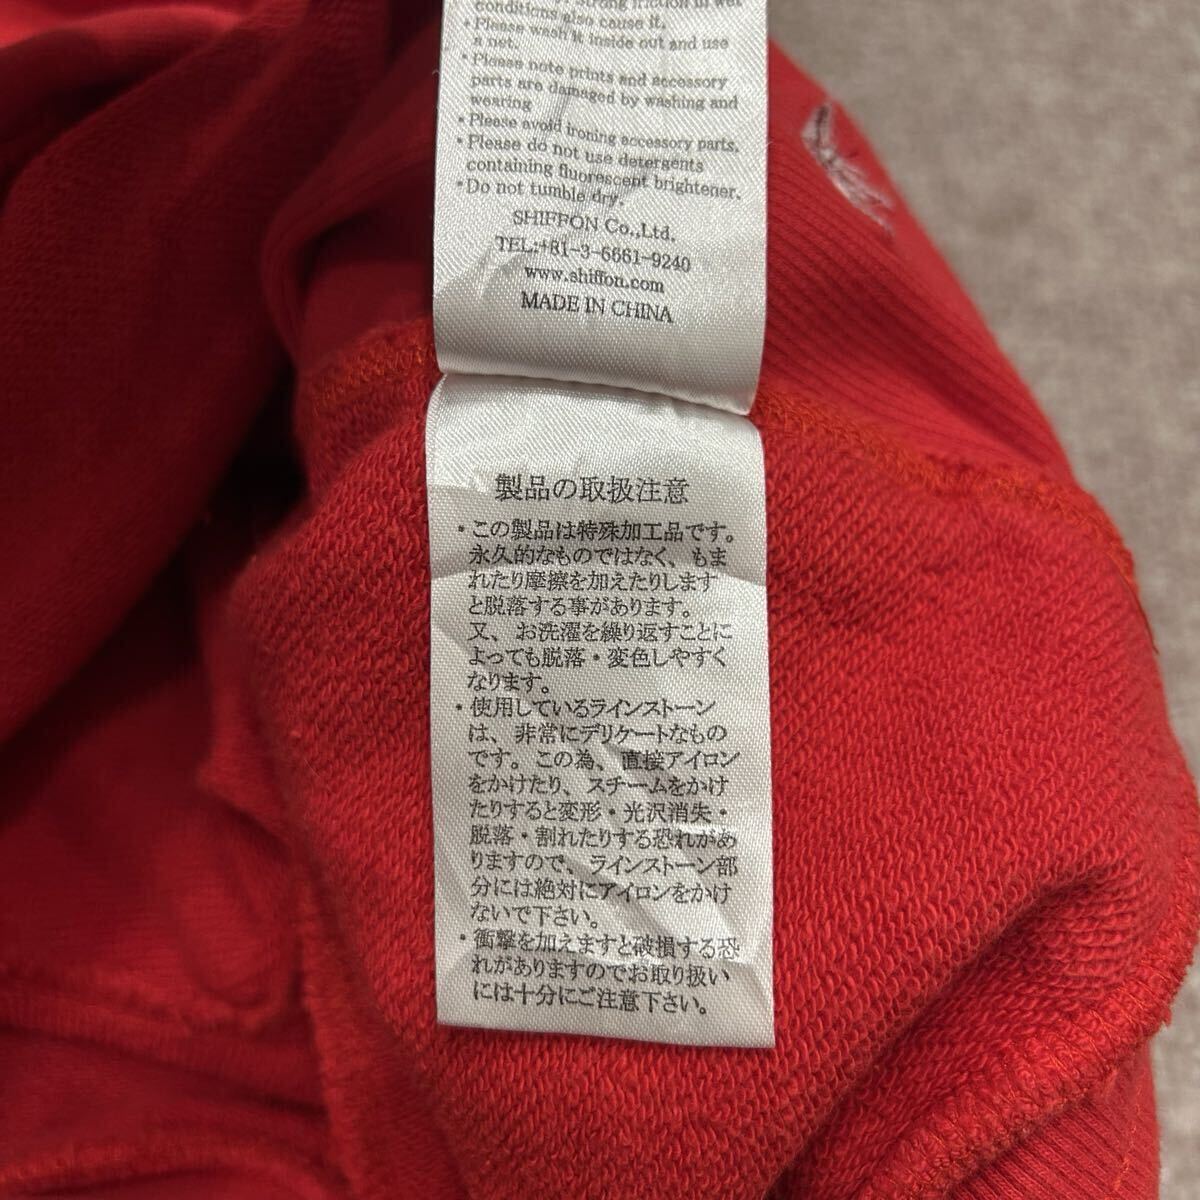 strong friction in wet
conditions also cause it.
・Please wash it inside out and use
a net.
・Please note prints and accessory
parts are damaged by washing and
wearing
・Please avoid ironing accessory parts.
・Please do not use detergents
containing fluorescent brightener.
・Do not tumble dry.
SHIFFON Co.,Ltd.
TEL:+81-3-6661-9240
www.shiffon.com
MADE IN CHINA
製品の取扱注意
・この製品は特殊加工品です。
永久的なものではなく、もま
れたり摩擦を加えたりします
と脱落する事があります。
又、お洗濯を繰り返すことに
よっても脱落・変色しやすく
なります。
・使用しているラインストーン
は、非常にデリケートなもの
です。この為、直接アイロン
をかけたり、スチームをかけ
たりすると変形・光沢消失・
脱落・割れたりする恐れがあ
りますので、ラインストーン部
分には絶対にアイロンをかけ
ないで下さい。
・衝撃を加えますと破損する恐
れがありますのでお取り扱い
には十分にご注意下さい。